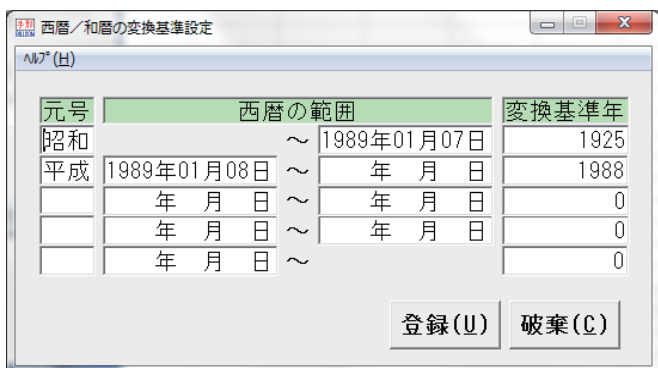 西暦／和暦の変換基準設定
ﾍﾙﾌﾟ(H)
元号 西暦の範囲 変換基準年
昭和 ～ 1989年01月07日 1925
平成 1989年01月08日 ～ 年 月 日 1988
年 月 日 ～ 年 月 日 0
年 月 日 ～ 年 月 日 0
年 月 日 ～ 0
登録(U) 破棄(C)